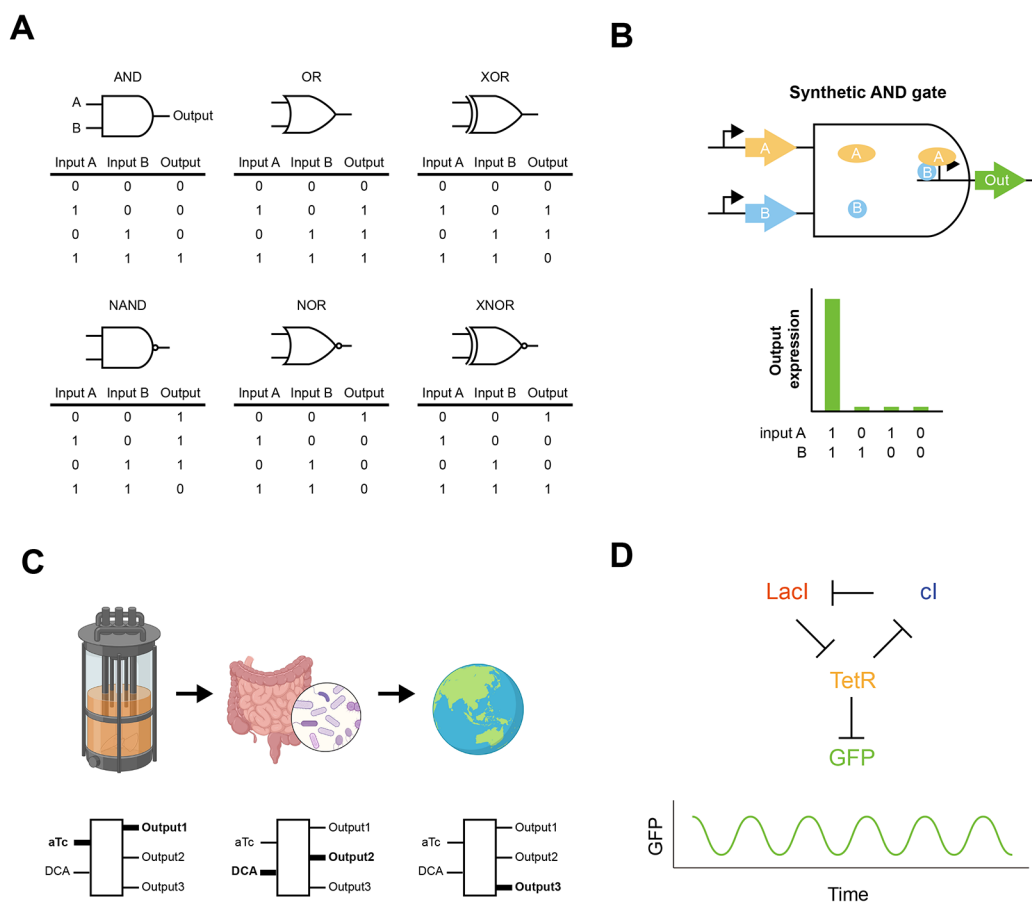 A
AND
A
B
Output
Input A Input B Output
0 0 0
1 0 0
0 1 0
1 1 1
OR
Input A Input B Output
0 0 0
1 0 1
0 1 1
1 1 1
XOR
Input A Input B Output
0 0 0
1 0 1
0 1 1
1 1 0
NAND
Input A Input B Output
0 0 1
1 0 1
0 1 1
1 1 0
NOR
Input A Input B Output
0 0 1
1 0 0
0 1 0
1 1 0
XNOR
Input A Input B Output
0 0 1
1 0 0
0 1 0
1 1 1
B
Synthetic AND gate
A
B
A
B
A
B
Out
Output
expression
input A 1 0 1 0
B 1 1 0 0
C
aTc
DCA
Output1
Output2
Output3
aTc
DCA
Output1
Output2
Output3
aTc
DCA
Output1
Output2
Output3
D
LacI
cI
TetR
GFP
GFP
Time